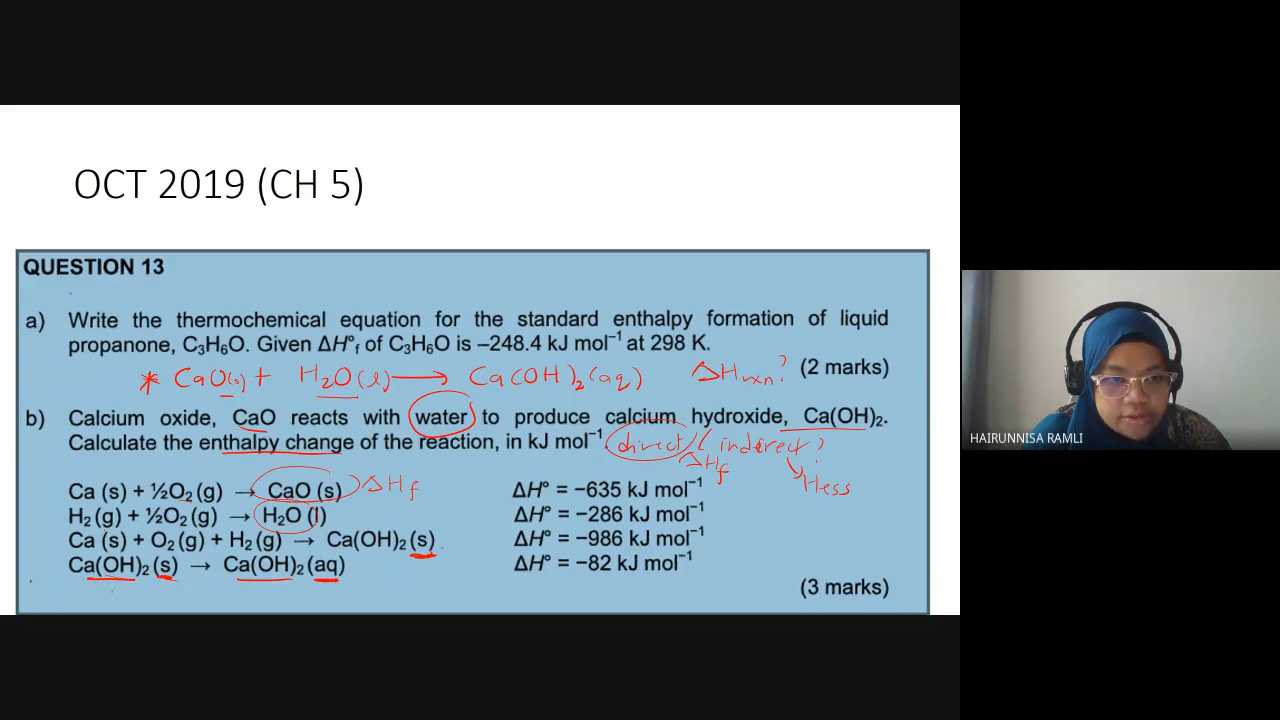 OCT 2019 (CH 5)
QUESTION 13
a) Write the thermochemical equation for the standard enthalpy formation of liquid
propanone, C₃H₆O. Given ΔH°f of C₃H₆O is –248.4 kJ mol⁻¹ at 298 K.
(2 marks)
* CaO(s) + H₂O(l) → Ca(OH)₂(aq) ΔHrxn?
b) Calcium oxide, CaO reacts with water to produce calcium hydroxide, Ca(OH)₂.
Calculate the enthalpy change of the reaction, in kJ mol⁻¹ direct / indirect?
ΔHf
Hess
Ca (s) + ½O₂ (g) → CaO (s) ΔHf ΔH° = –635 kJ mol⁻¹
H₂ (g) + ½O₂ (g) → H₂O (l) ΔH° = –286 kJ mol⁻¹
Ca (s) + O₂ (g) + H₂ (g) → Ca(OH)₂ (s) ΔH° = –986 kJ mol⁻¹
Ca(OH)₂ (s) → Ca(OH)₂ (aq) ΔH° = –82 kJ mol⁻¹
(3 marks)
HAIRUNNISA RAMLI